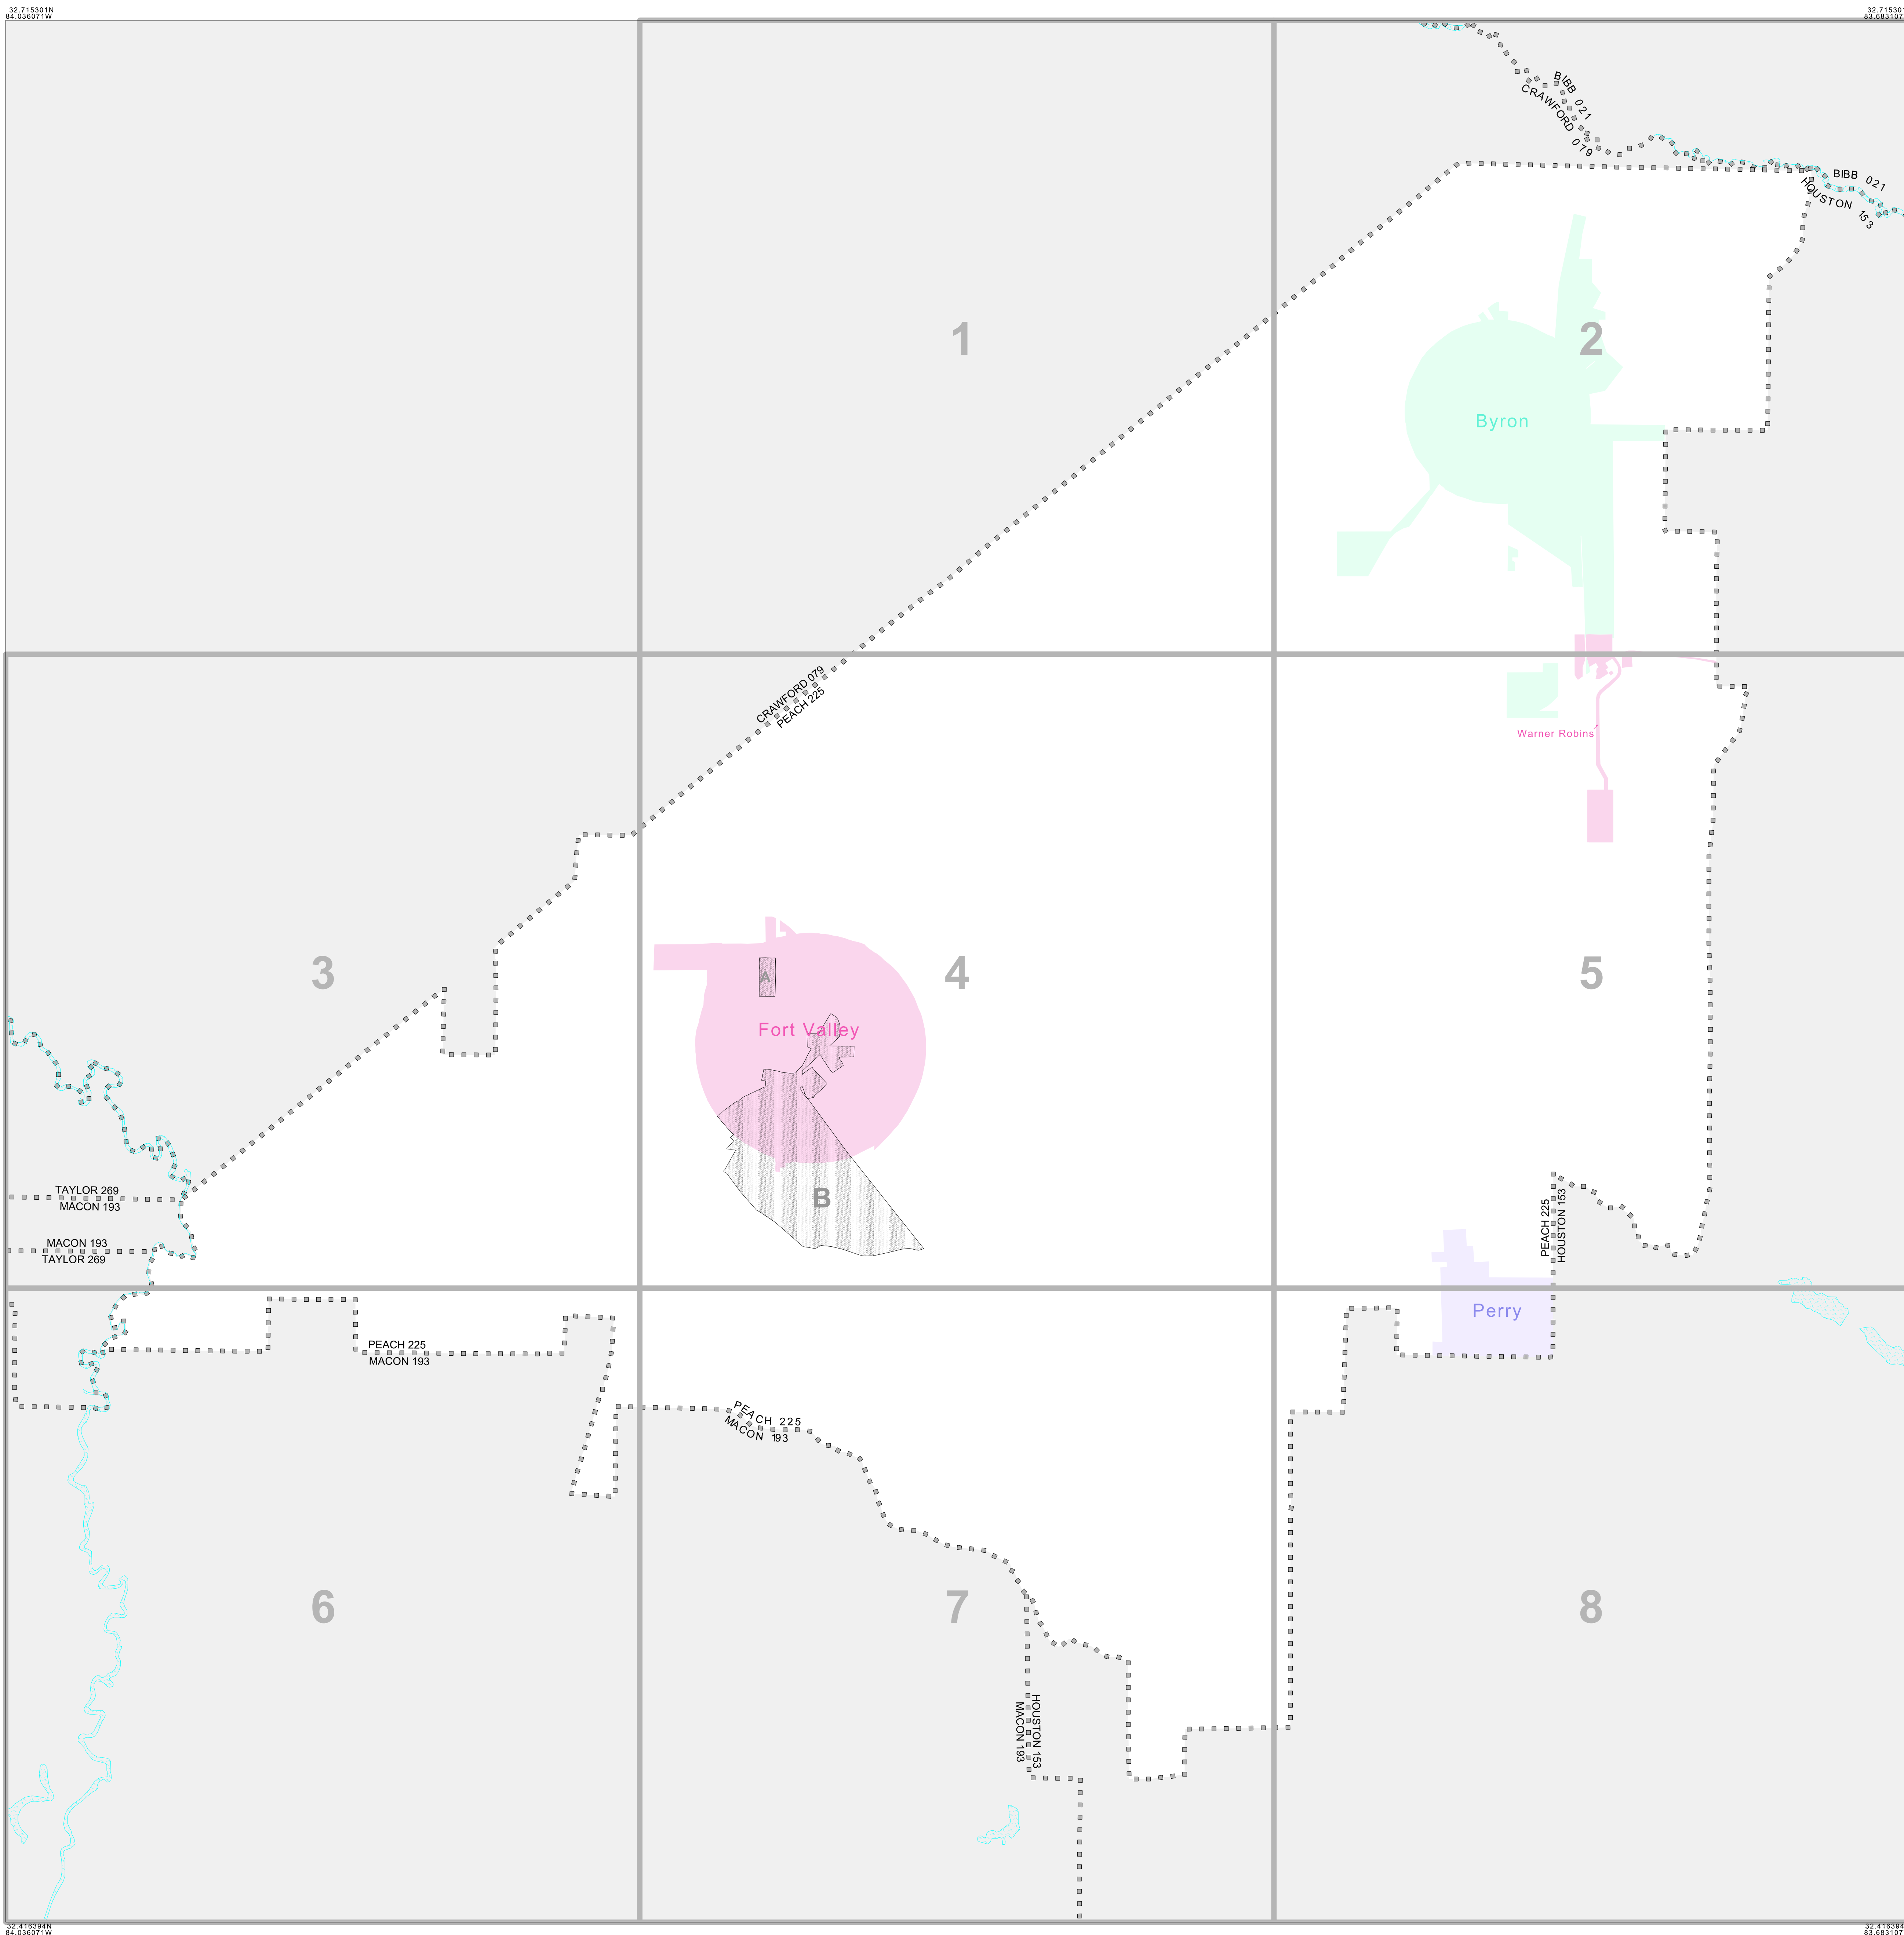 32.715301N
84.036071W
32.715301
83.683107
BIBB 021
CRAWFORD 079
BIBB 021
HOUSTON 153
1
2
Byron
CRAWFORD 079
PEACH 225
Warner Robins
3
4
5
A
Fort Valley
TAYLOR 269
MACON 193
B
PEACH 225
HOUSTON 153
MACON 193
TAYLOR 269
Perry
PEACH 225
MACON 193
PEACH 225
MACON 193
6
7
8
HOUSTON 153
MACON 193
32.416394N
84.036071W
32.416394
83.683107